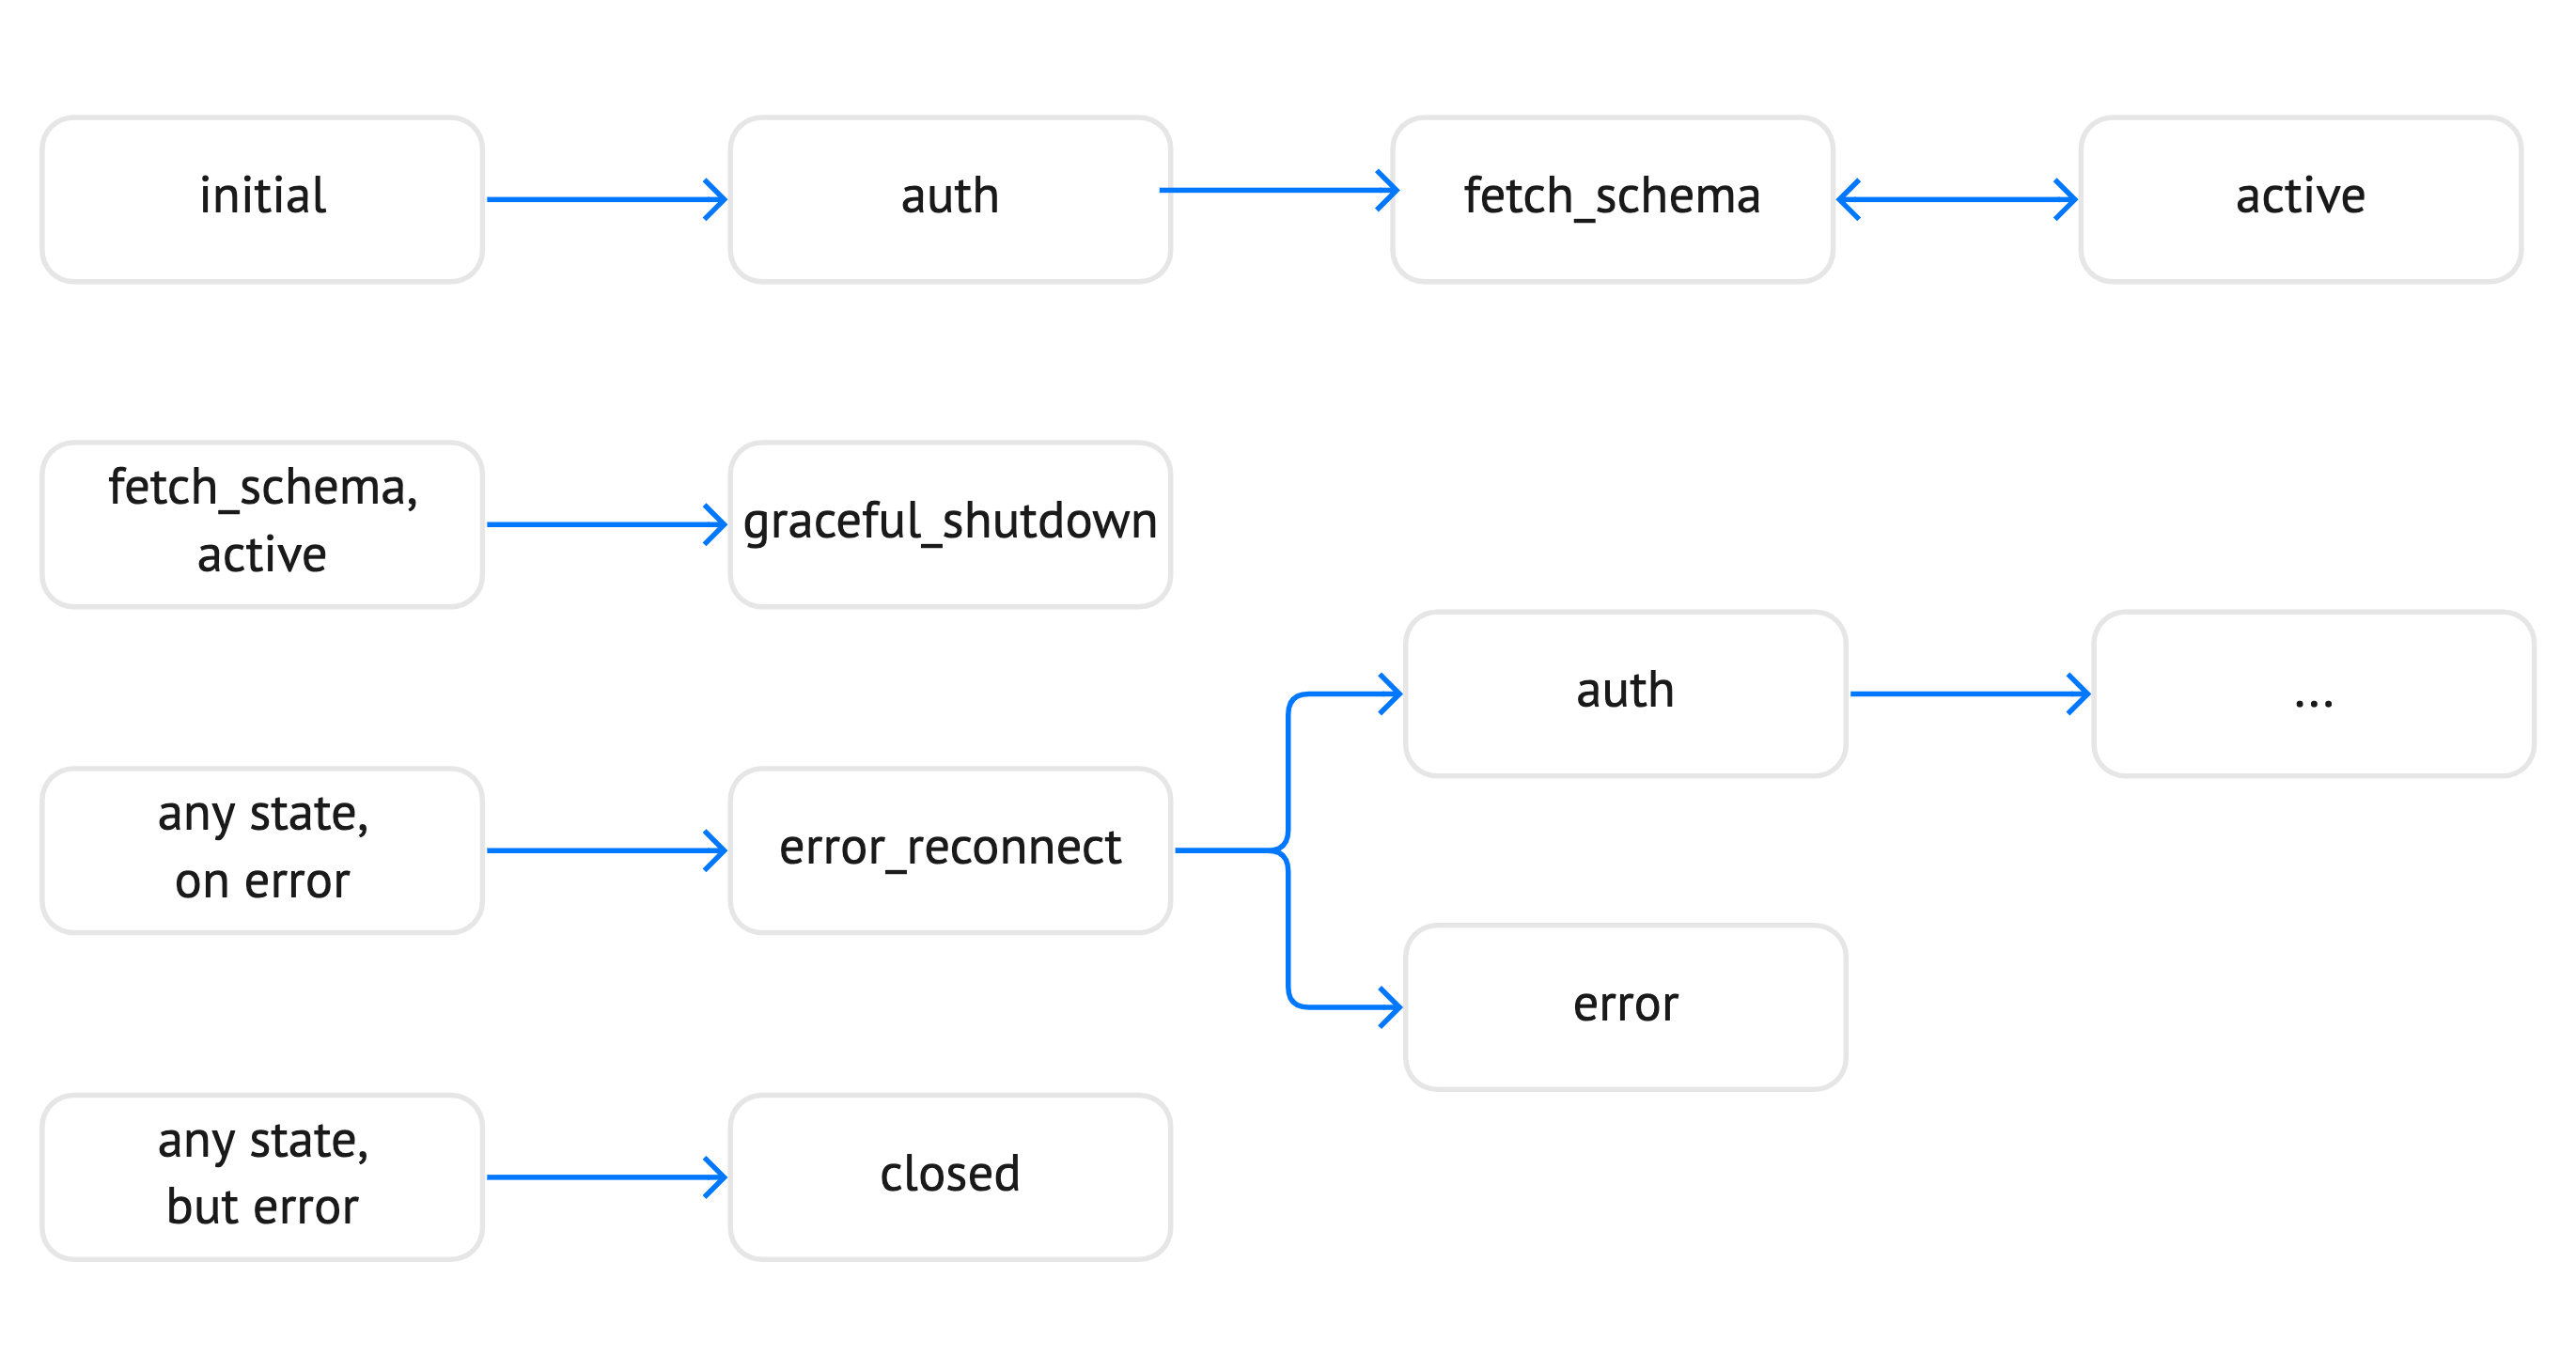 initial
auth
fetch_schema
active
fetch_schema,
active
graceful_shutdown
auth
...
any state,
on error
error_reconnect
error
any state,
but error
closed